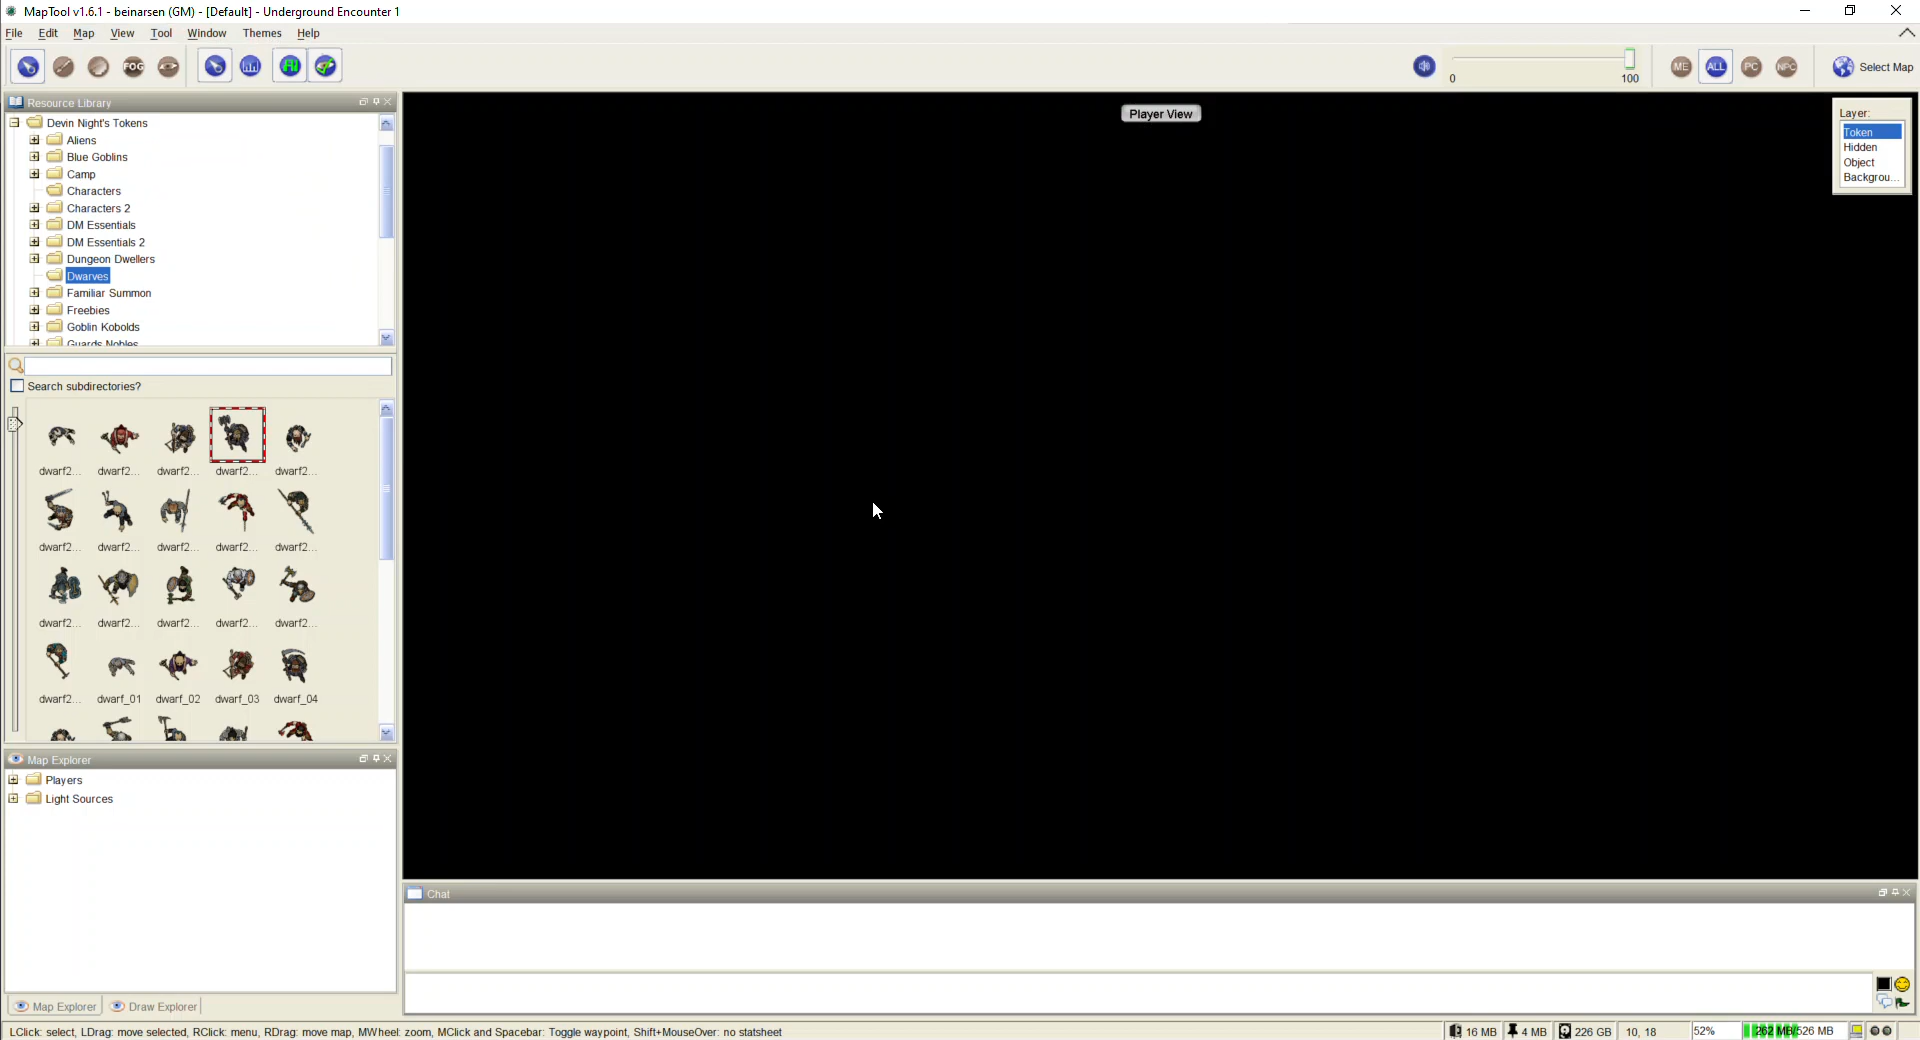 MapTool v1.6.1 - beinarsen (GM) - [Default] - Underground Encounter 1
File Edit Map View Tool Window Themes Help
FOG
0 100
ME ALL PC NPC Select Map
Resource Library
Devin Night's Tokens
Aliens
Blue Goblins
Camp
Characters
Characters 2
DM Essentials
DM Essentials 2
Dungeon Dwellers
Dwarves
Familiar Summon
Freebies
Goblin Kobolds
Guards Nobles
Search subdirectories?
dwarf2... dwarf2... dwarf2... dwarf2... dwarf2...
dwarf2... dwarf2... dwarf2... dwarf2... dwarf2...
dwarf2... dwarf2... dwarf2... dwarf2... dwarf2...
dwarf2... dwarf_01 dwarf_02 dwarf_03 dwarf_04
Map Explorer
Players
Light Sources
Map Explorer Draw Explorer
Player View
Layer:
Token
Hidden
Object
Backgrou...
Chat
LClick: select, LDrag: move selected, RClick: menu, RDrag: move map, MWheel: zoom, MClick and Spacebar: Toggle waypoint, Shift+MouseOver: no statsheet
16 MB 4 MB 226 GB 10, 18 52% 262 MB/526 MB